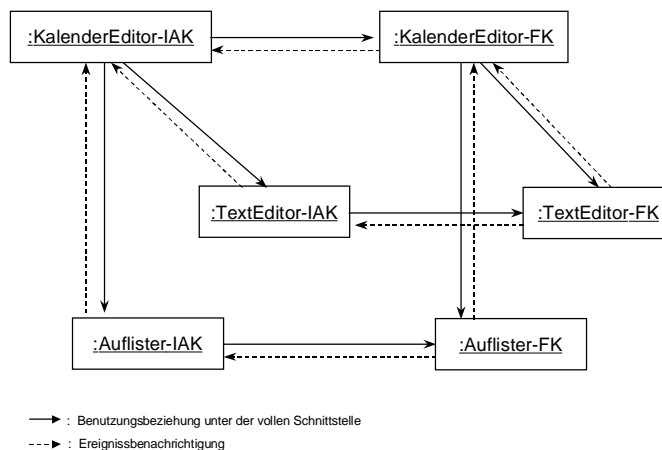 :KalenderEditor-IAK
:KalenderEditor-FK
:TextEditor-IAK
:TextEditor-FK
:Auflister-IAK
:Auflister-FK
: Benutzungsbeziehung unter der vollen Schnittstelle
: Ereignissbenachrichtigung